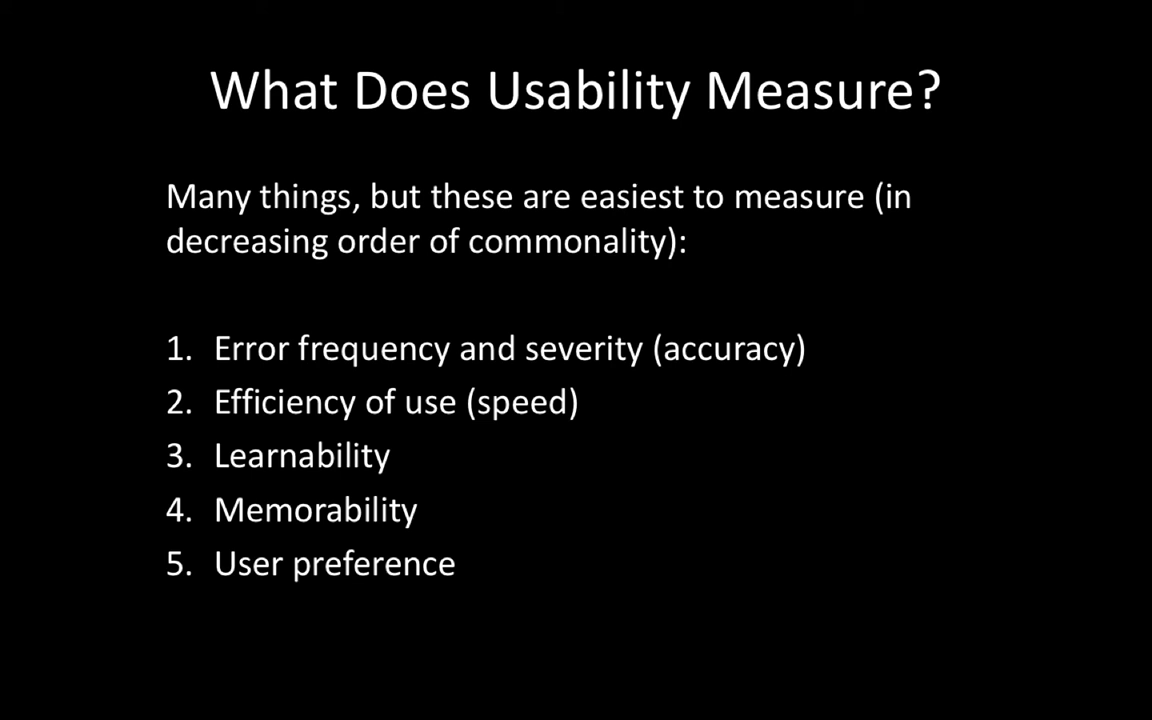 What Does Usability Measure?
Many things, but these are easiest to measure (in
decreasing order of commonality):
1. Error frequency and severity (accuracy)
2. Efficiency of use (speed)
3. Learnability
4. Memorability
5. User preference